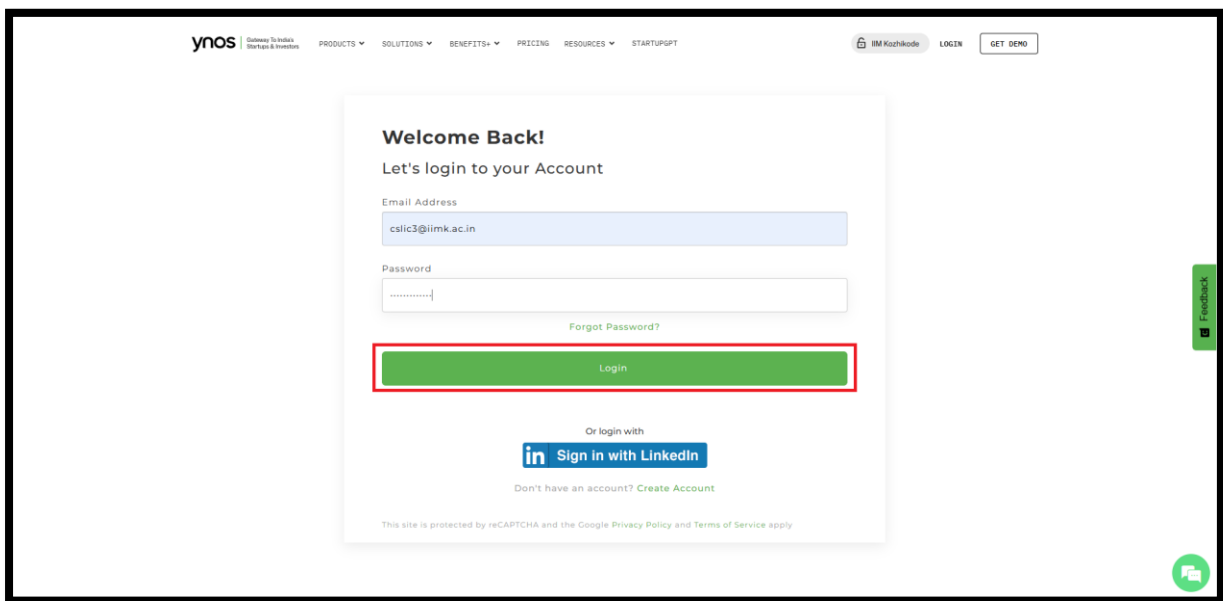 ynos Gateway To India's
Startups & Investors
PRODUCTS SOLUTIONS BENEFITS+ PRICING RESOURCES STARTUPGPT IIM Kozhikode LOGIN GET DEMO
Welcome Back!
Let's login to your Account
Email Address
cslic3@iimk.ac.in
Password
Forgot Password?
Login
Or login with
in Sign in with LinkedIn
Don't have an account? Create Account
This site is protected by reCAPTCHA and the Google Privacy Policy and Terms of Service apply
Feedback